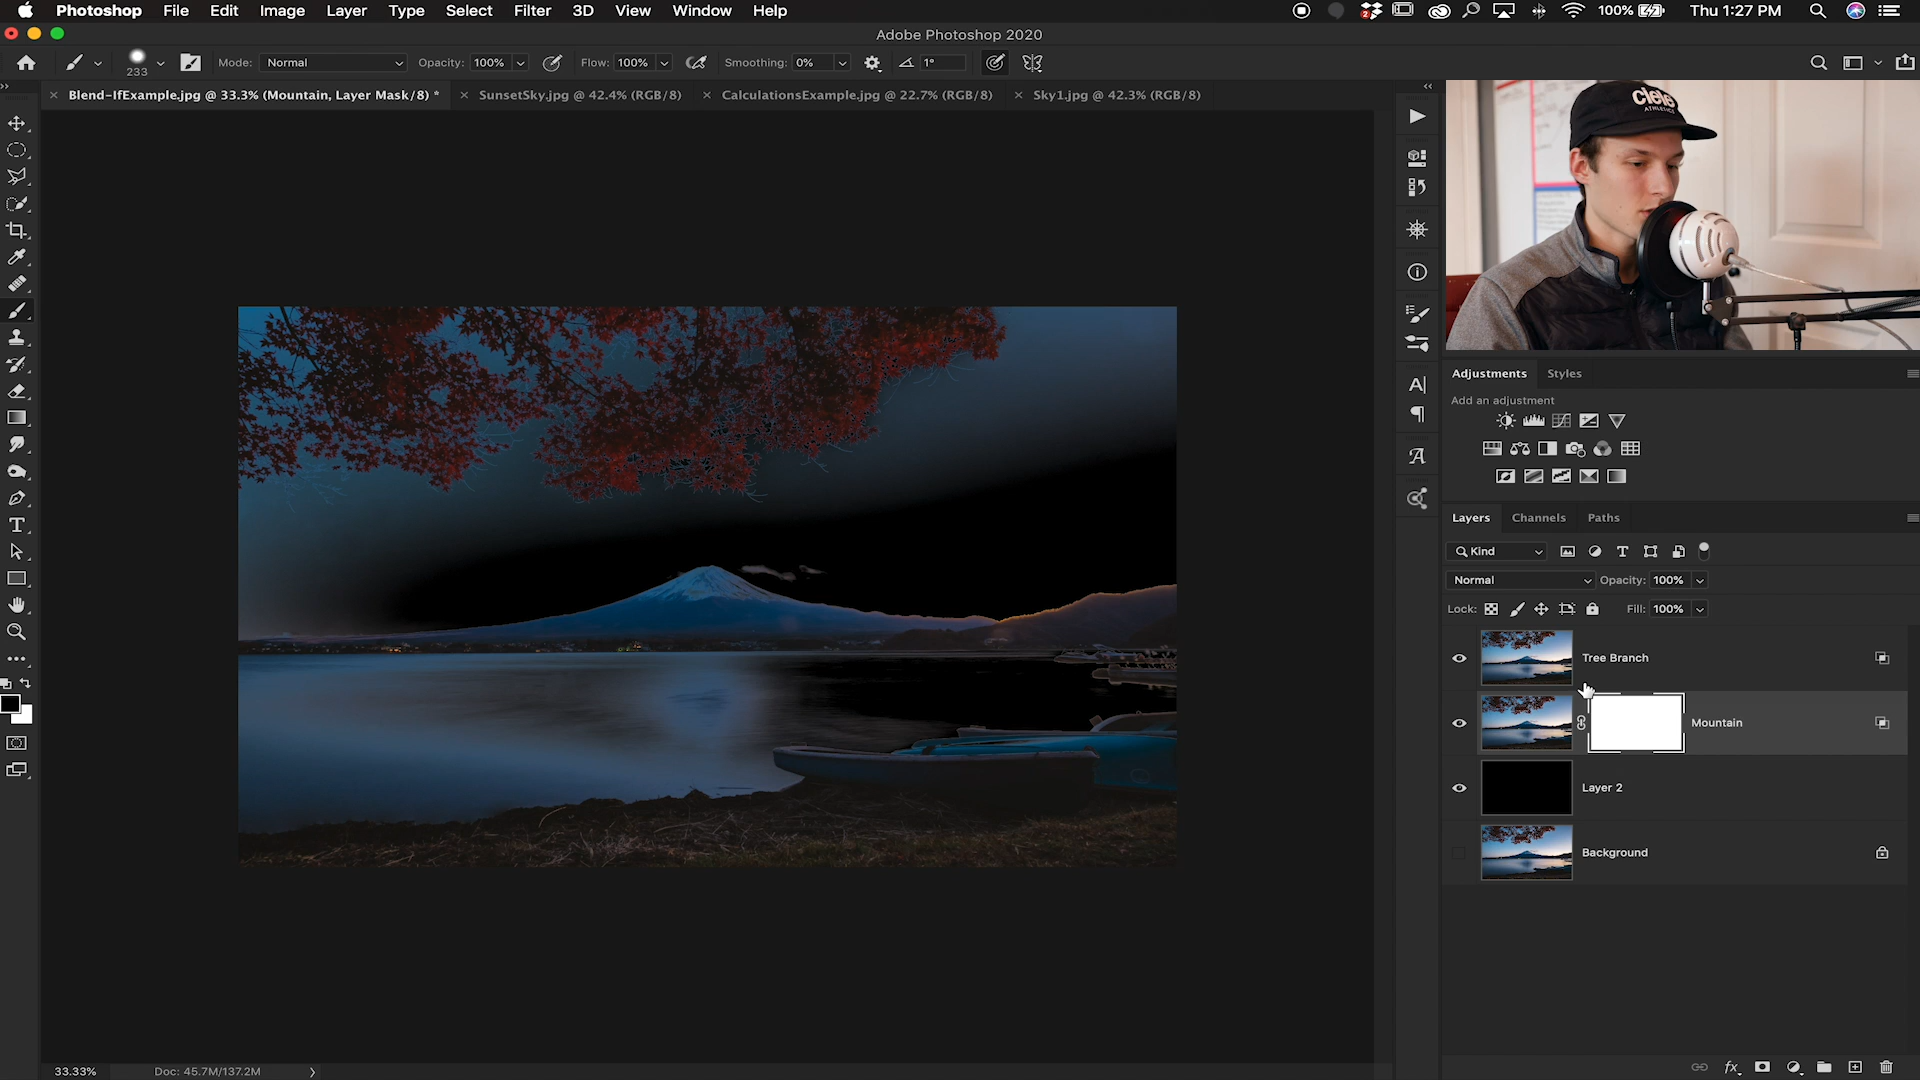 Photoshop File Edit Image Layer Type Select Filter 3D View Window Help 2 100% Thu 1:27 PM
Adobe Photoshop 2020
233 Mode: Normal Opacity: 100% Flow: 100% Smoothing: 0% 1°
Blend-IfExample.jpg @ 33.3% (Mountain, Layer Mask/8) * SunsetSky.jpg @ 42.4% (RGB/8) CalculationsExample.jpg @ 22.7% (RGB/8) Sky1.jpg @ 42.3% (RGB/8)
ciele
ATHLETICS
Adjustments Styles
Add an adjustment
Layers Channels Paths
Kind
Normal Opacity: 100%
Lock: Fill: 100%
Tree Branch
Mountain
Layer 2
Background
33.33% Doc: 45.7M/137.2M